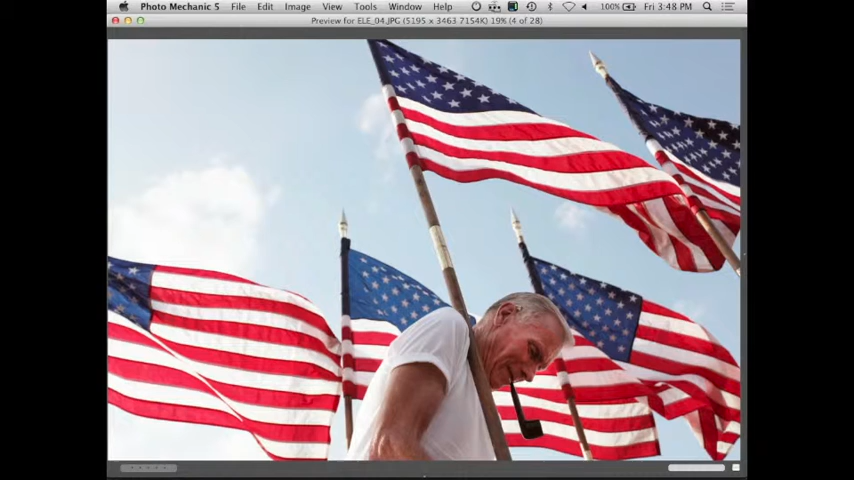 Photo Mechanic 5 File Edit Image View Tools Window Help 100% Fri 3:48 PM
Preview for ELE_04.JPG (5195 x 3463 7154K) 19% (4 of 28)